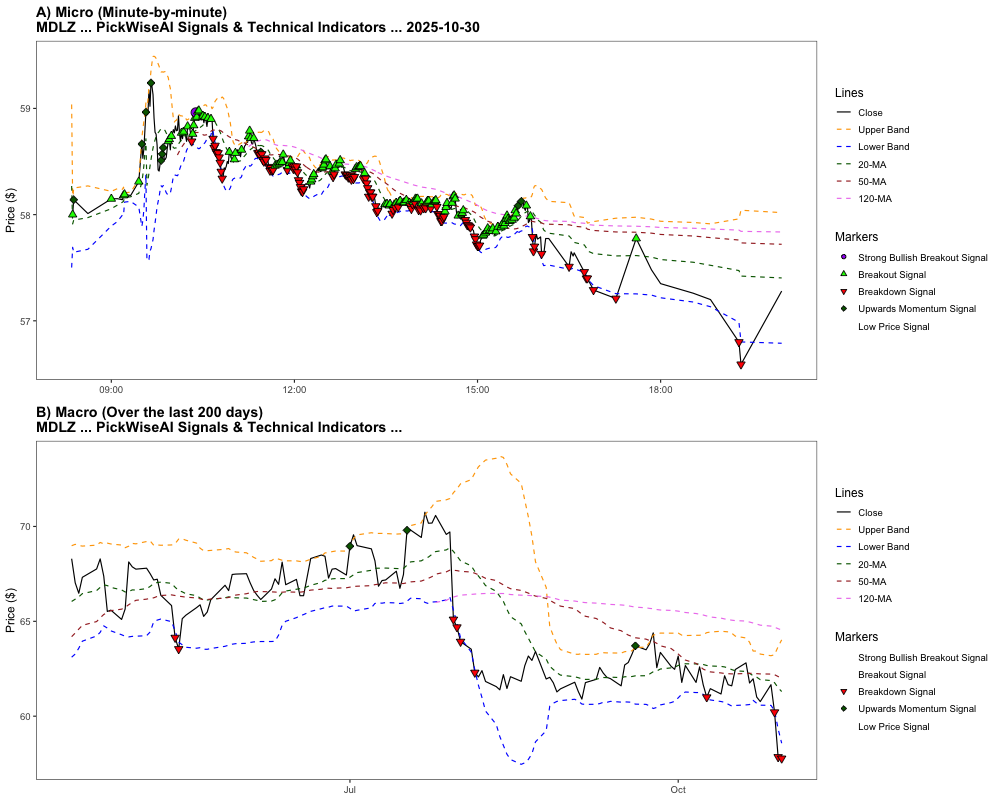 A) Micro (Minute-by-minute)
MDLZ ... PickWiseAI Signals & Technical Indicators ... 2025-10-30
Price ($)
59
58
57
09:00
12:00
15:00
18:00
Lines
Close
Upper Band
Lower Band
20-MA
50-MA
120-MA
Markers
Strong Bullish Breakout Signal
Breakout Signal
Breakdown Signal
Upwards Momentum Signal
Low Price Signal
B) Macro (Over the last 200 days)
MDLZ ... PickWiseAI Signals & Technical Indicators ...
Price ($)
70
65
60
Jul
Oct
Lines
Close
Upper Band
Lower Band
20-MA
50-MA
120-MA
Markers
Strong Bullish Breakout Signal
Breakout Signal
Breakdown Signal
Upwards Momentum Signal
Low Price Signal